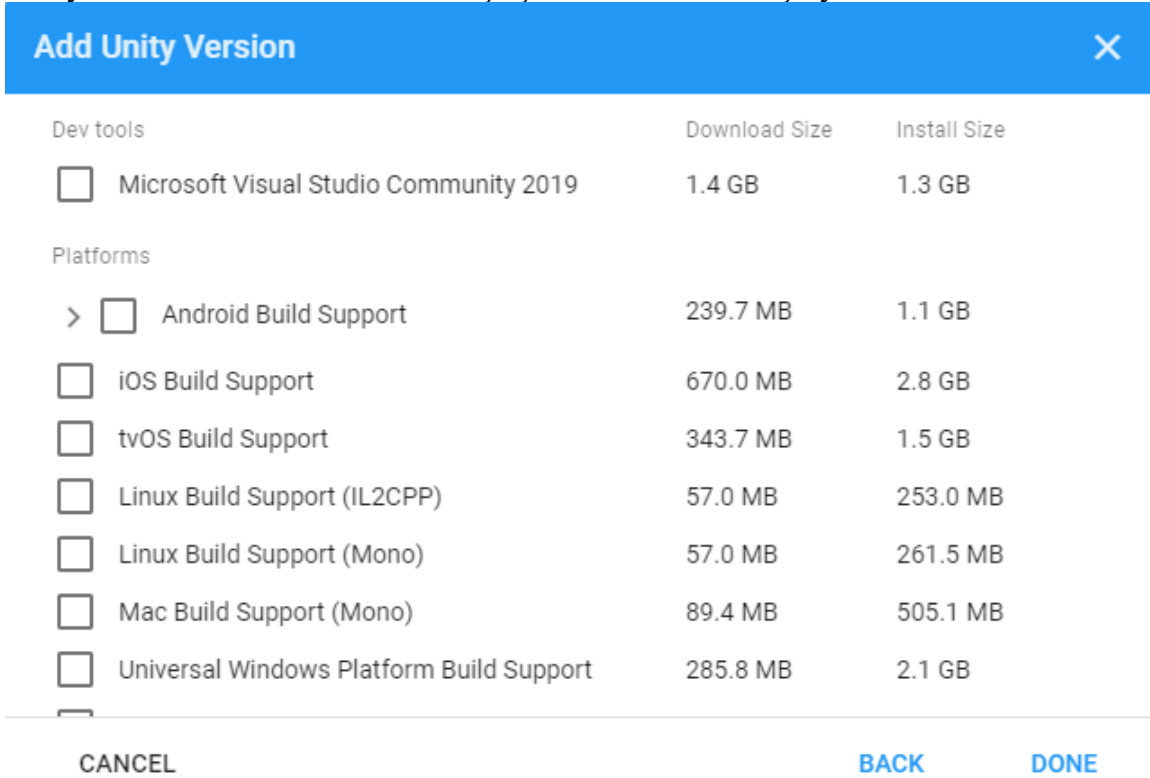 Add Unity Version
Dev tools Download Size Install Size
Microsoft Visual Studio Community 2019 1.4 GB 1.3 GB
Platforms
Android Build Support 239.7 MB 1.1 GB
iOS Build Support 670.0 MB 2.8 GB
tvOS Build Support 343.7 MB 1.5 GB
Linux Build Support (IL2CPP) 57.0 MB 253.0 MB
Linux Build Support (Mono) 57.0 MB 261.5 MB
Mac Build Support (Mono) 89.4 MB 505.1 MB
Universal Windows Platform Build Support 285.8 MB 2.1 GB
CANCEL BACK DONE